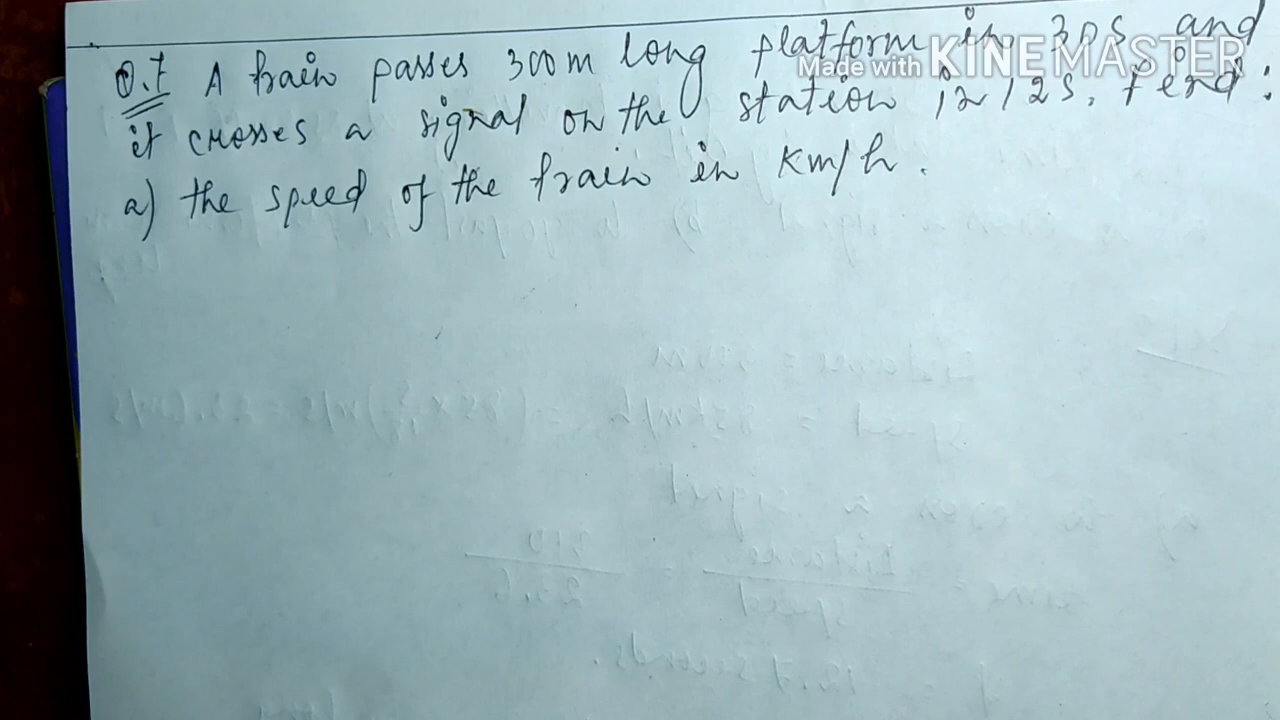 Q.7 A train passes 300m long platform in 30s and
Made with KINEMASTER
it crosses a signal on the station in 12s. find:
a) the speed of the train in Km/h.